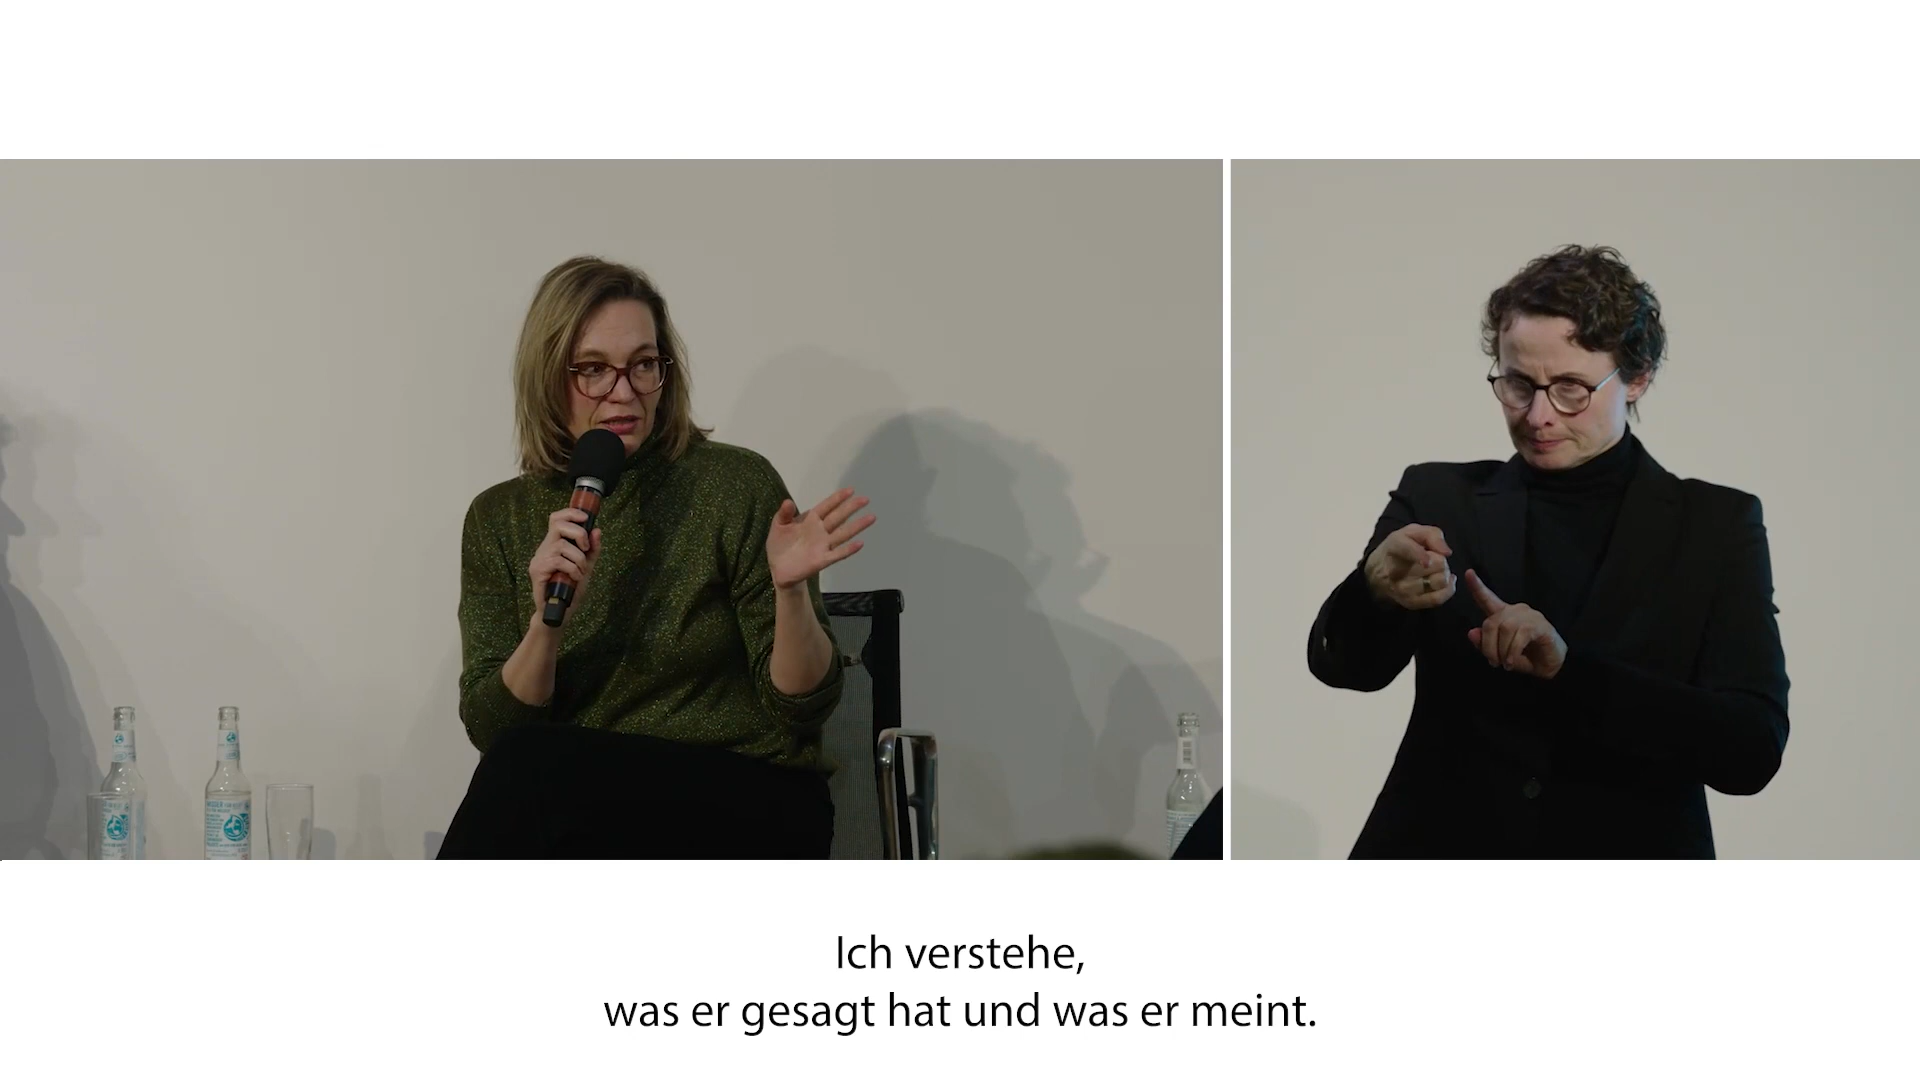 Ich verstehe,
was er gesagt hat und was er meint.